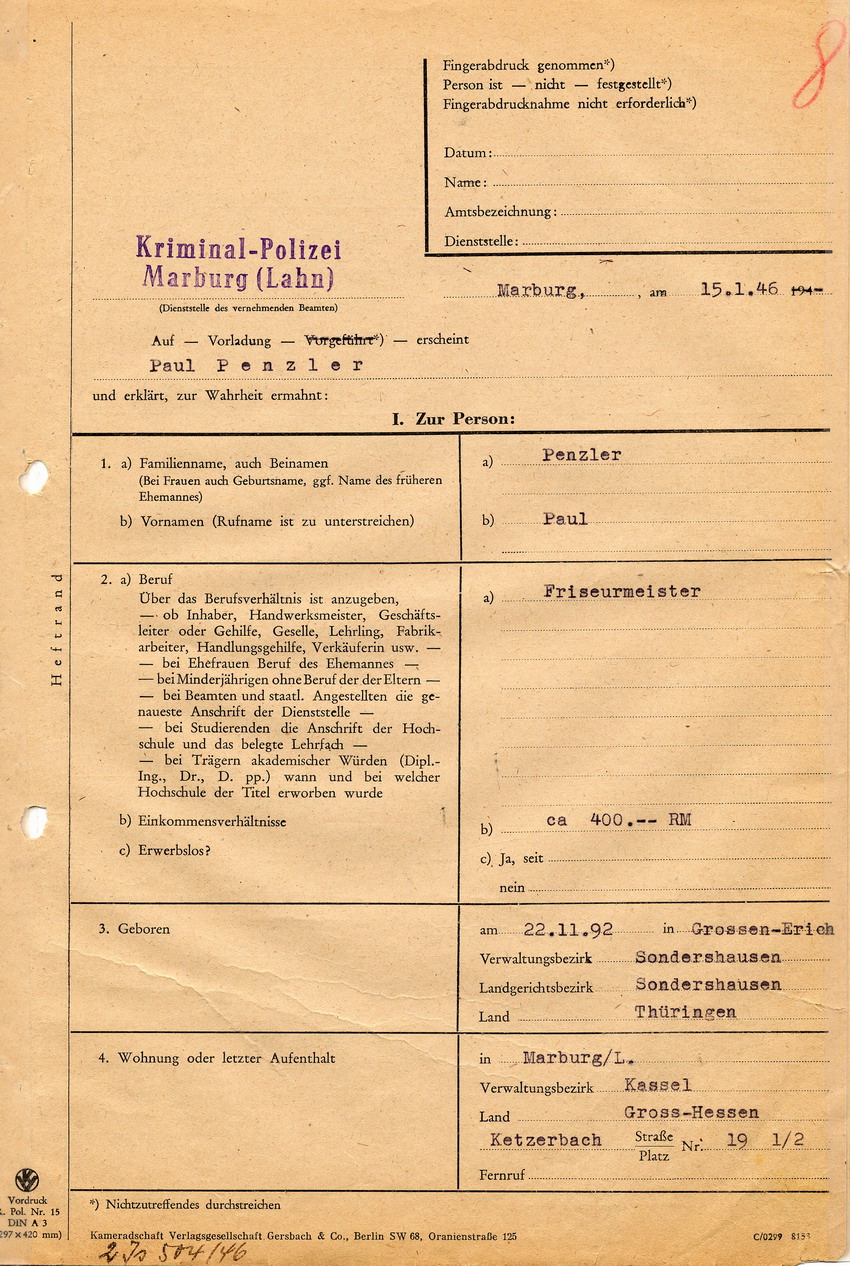 8
Fingerabdruck genommen*)
Person ist — nicht — festgestellt*)
Fingerabdrucknahme nicht erforderlich*)
Datum:
Name:
Amtsbezeichnung:
Dienststelle:
Kriminal-Polizei
Marburg (Lahn)
(Dienststelle des vernehmenden Beamten)
Marburg, , am 15.1.46 194-
Auf — Vorladung — Vorgeführt*) — erscheint
Paul Penzler
und erklärt, zur Wahrheit ermahnt:
I. Zur Person:
1. a) Familienname, auch Beinamen
(Bei Frauen auch Geburtsname, ggf. Name des früheren
Ehemannes)
a) Penzler
b) Vornamen (Rufname ist zu unterstreichen)
b) Paul
2. a) Beruf
Über das Berufsverhältnis ist anzugeben,
— ob Inhaber, Handwerksmeister, Geschäfts-
leiter oder Gehilfe, Geselle, Lehrling, Fabrik-
arbeiter, Handlungsgehilfe, Verkäuferin usw. —
— bei Ehefrauen Beruf des Ehemannes —
— bei Minderjährigen ohne Beruf der der Eltern —
— bei Beamten und staatl. Angestellten die ge-
naueste Anschrift der Dienststelle —
— bei Studierenden die Anschrift der Hoch-
schule und das belegte Lehrfach —
— bei Trägern akademischer Würden (Dipl.-
Ing., Dr., D. pp.) wann und bei welcher
Hochschule der Titel erworben wurde
a) Friseurmeister
b) Einkommensverhältnisse
b) ca 400.-- RM
c) Erwerbslos?
c) Ja, seit
nein
3. Geboren
am 22.11.92 in Grossen-Erich
Verwaltungsbezirk Sondershausen
Landgerichtsbezirk Sondershausen
Land Thüringen
4. Wohnung oder letzter Aufenthalt
in Marburg/L.
Verwaltungsbezirk Kassel
Land Gross-Hessen
Ketzerbach Straße Platz Nr. 19 1/2
Fernruf
Heftrand
Vordruck
Pol. Nr. 15
DIN A 3
297 x 420 mm)
*) Nichtzutreffendes durchstreichen
Kameradschaft Verlagsgesellschaft Gersbach & Co., Berlin SW 68, Oranienstraße 125
C/0299
2 Js 504/46